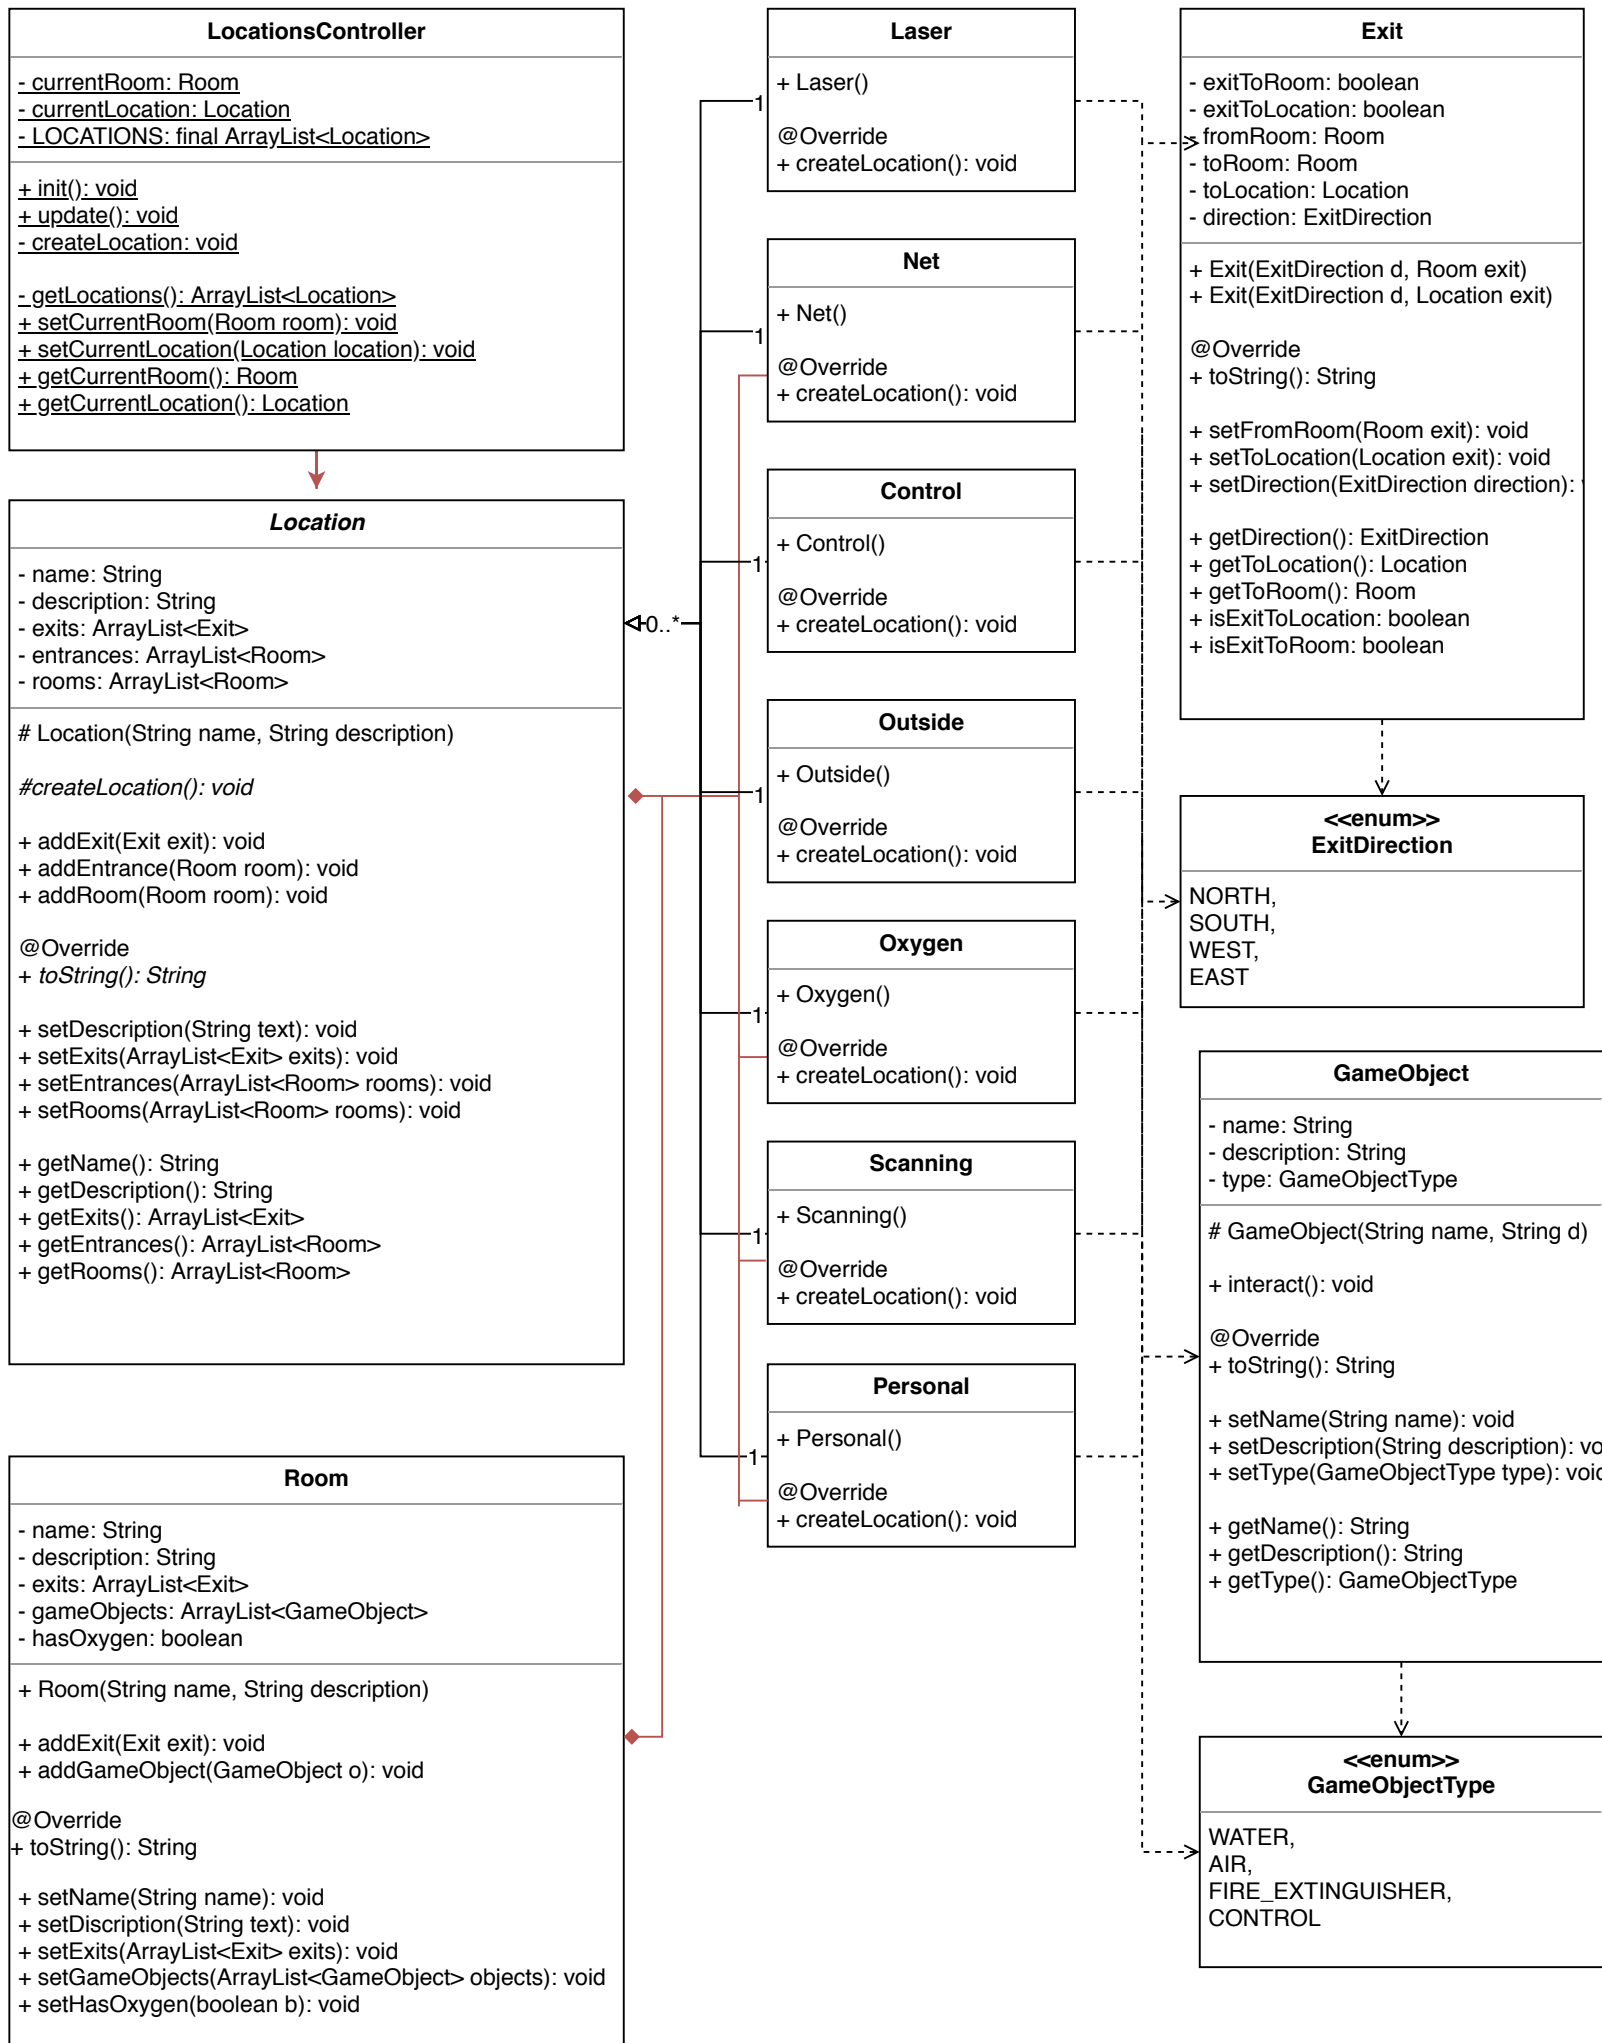 LocationsController
- currentRoom: Room
- currentLocation: Location
- LOCATIONS: final ArrayList<Location>
+ init(): void
+ update(): void
- createLocation: void
- getLocations(): ArrayList<Location>
+ setCurrentRoom(Room room): void
+ setCurrentLocation(Location location): void
+ getCurrentRoom(): Room
+ getCurrentLocation(): Location
Location
- name: String
- description: String
- exits: ArrayList<Exit>
- entrances: ArrayList<Room>
- rooms: ArrayList<Room>
# Location(String name, String description)
#createLocation(): void
+ addExit(Exit exit): void
+ addEntrance(Room room): void
+ addRoom(Room room): void
@Override
+ toString(): String
+ setDescription(String text): void
+ setExits(ArrayList<Exit> exits): void
+ setEntrances(ArrayList<Room> rooms): void
+ setRooms(ArrayList<Room> rooms): void
+ getName(): String
+ getDescription(): String
+ getExits(): ArrayList<Exit>
+ getEntrances(): ArrayList<Room>
+ getRooms(): ArrayList<Room>
Room
- name: String
- description: String
- exits: ArrayList<Exit>
- gameObjects: ArrayList<GameObject>
- hasOxygen: boolean
+ Room(String name, String description)
+ addExit(Exit exit): void
+ addGameObject(GameObject o): void
@Override
+ toString(): String
+ setName(String name): void
+ setDiscription(String text): void
+ setExits(ArrayList<Exit> exits): void
+ setGameObjects(ArrayList<GameObject> objects): void
+ setHasOxygen(boolean b): void
0..*
Laser
+ Laser()
@Override
+ createLocation(): void
1
Net
+ Net()
@Override
+ createLocation(): void
1
Control
+ Control()
@Override
+ createLocation(): void
1
Outside
+ Outside()
@Override
+ createLocation(): void
1
Oxygen
+ Oxygen()
@Override
+ createLocation(): void
1
Scanning
+ Scanning()
@Override
+ createLocation(): void
1
Personal
+ Personal()
@Override
+ createLocation(): void
1
Exit
- exitToRoom: boolean
- exitToLocation: boolean
- fromRoom: Room
- toRoom: Room
- toLocation: Location
- direction: ExitDirection
+ Exit(ExitDirection d, Room exit)
+ Exit(ExitDirection d, Location exit)
@Override
+ toString(): String
+ setFromRoom(Room exit): void
+ setToLocation(Location exit): void
+ setDirection(ExitDirection direction):
+ getDirection(): ExitDirection
+ getToLocation(): Location
+ getToRoom(): Room
+ isExitToLocation: boolean
+ isExitToRoom: boolean
<<enum>>
ExitDirection
NORTH,
SOUTH,
WEST,
EAST
GameObject
- name: String
- description: String
- type: GameObjectType
# GameObject(String name, String d)
+ interact(): void
@Override
+ toString(): String
+ setName(String name): void
+ setDescription(String description): vo
+ setType(GameObjectType type): void
+ getName(): String
+ getDescription(): String
+ getType(): GameObjectType
<<enum>>
GameObjectType
WATER,
AIR,
FIRE_EXTINGUISHER,
CONTROL